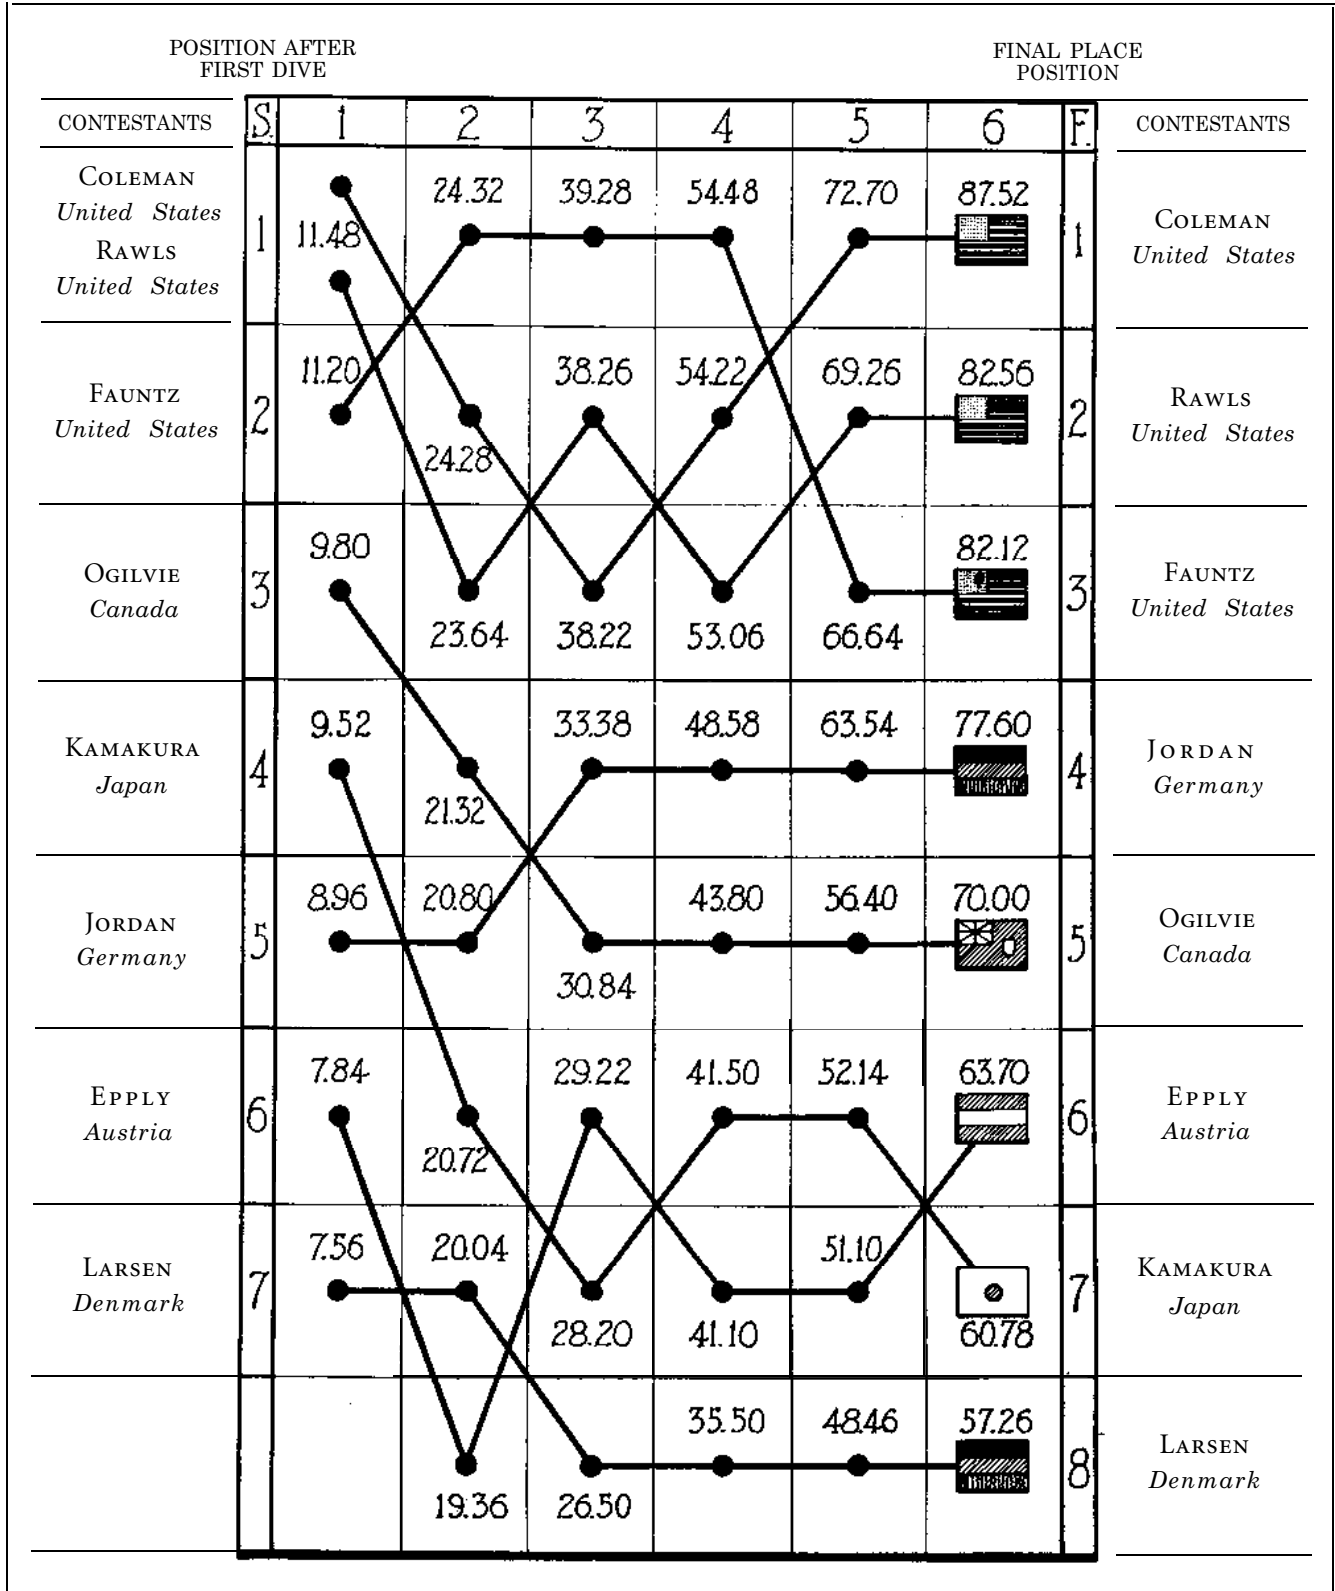 POSITION AFTER
FIRST DIVE
FINAL PLACE
POSITION
CONTESTANTS S. 1 2 3 4 5 6 F. CONTESTANTS
COLEMAN
United States
RAWLS
United States
1
11.48
24.32 39.28 54.48 72.70 87.52
1
COLEMAN
United States
FAUNTZ
United States
2
11.20
24.28
38.26 54.22 69.26 82.56
2
RAWLS
United States
OGILVIE
Canada
3
9.80
23.64 38.22 53.06 66.64
82.12
3
FAUNTZ
United States
KAMAKURA
Japan
4
9.52
21.32
33.38 48.58 63.54 77.60
4
JORDAN
Germany
JORDAN
Germany
5
8.96 20.80
30.84
43.80 56.40 70.00
5
OGILVIE
Canada
EPPLY
Austria
6
7.84
20.72
29.22 41.50 52.14 63.70
6
EPPLY
Austria
LARSEN
Denmark
7
7.56 20.04
28.20 41.10
51.10
60.78
7
KAMAKURA
Japan
19.36 26.50
35.50 48.46 57.26
8
LARSEN
Denmark